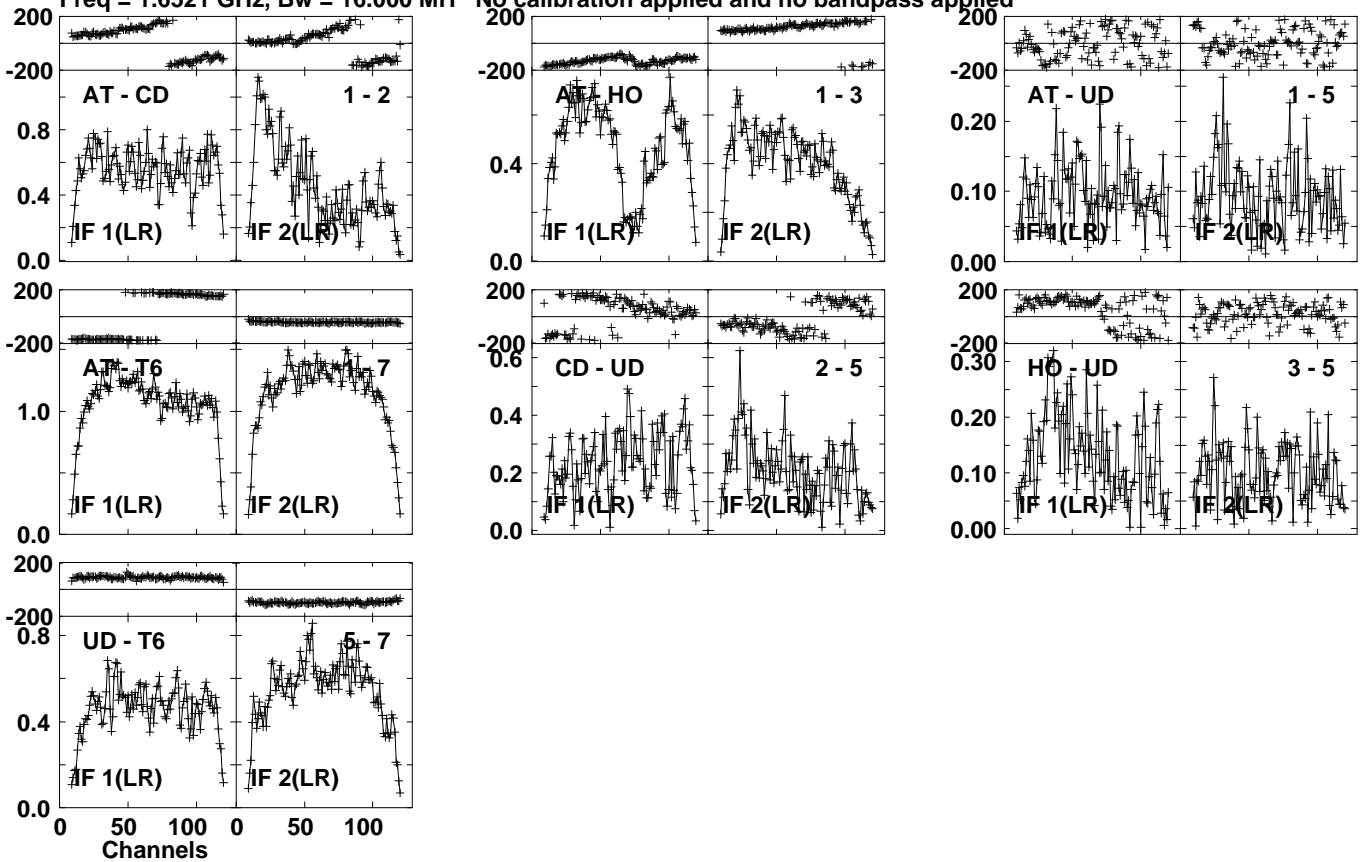 Freq = 1.6521 GHz, Bw = 16.000 MH No calibration applied and no bandpass applied
200
-200
AT - CD
1 - 2
0.8
0.4
0.0
IF 1(LR)
IF 2(LR)
200
-200
AT - HO
1 - 3
0.4
0.0
IF 1(LR)
IF 2(LR)
200
-200
AT - UD
1 - 5
0.20
0.10
0.00
IF 1(LR)
IF 2(LR)
200
-200
AT - T6
1 - 7
1.0
0.0
IF 1(LR)
IF 2(LR)
200
-200
0.6
CD - UD
2 - 5
0.4
0.2
0.0
IF 1(LR)
IF 2(LR)
200
-200
0.30
HO - UD
3 - 5
0.20
0.10
0.00
IF 1(LR)
IF 2(LR)
200
-200
0.8
UD - T6
5 - 7
0.4
0.0
IF 1(LR)
IF 2(LR)
0 50 100 0 50 100
Channels